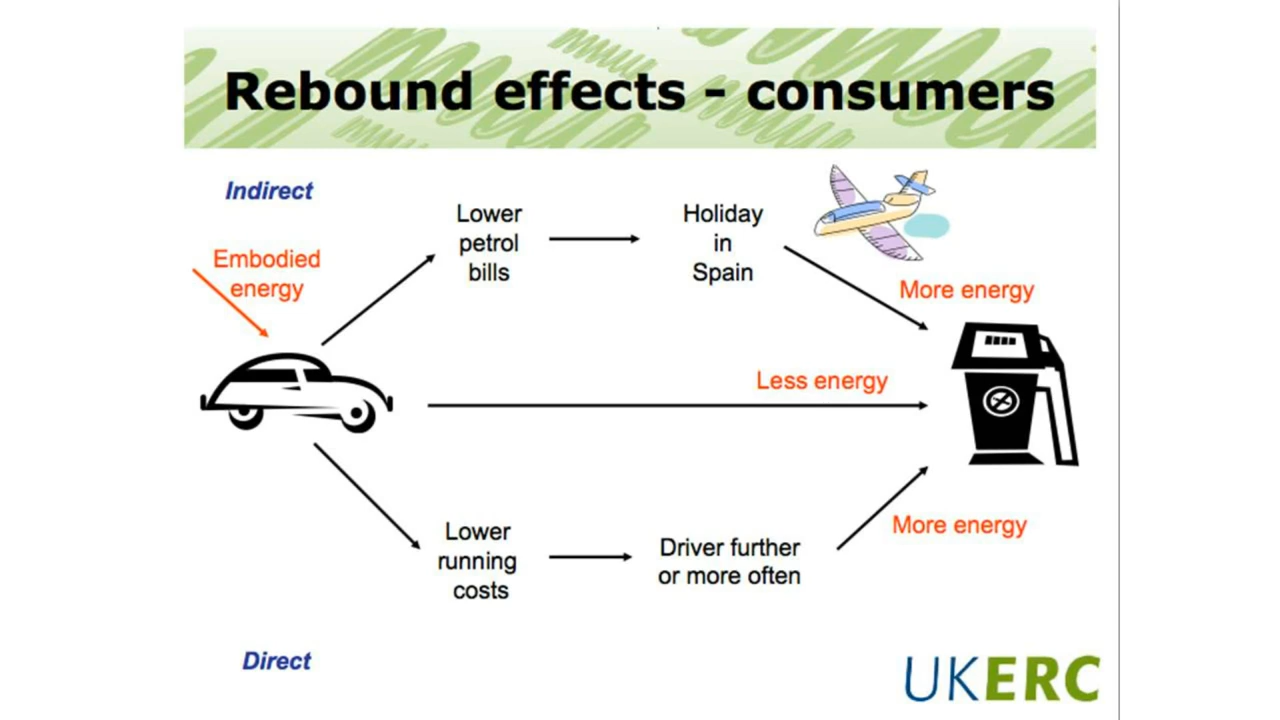 Rebound effects - consumers
Indirect
Embodied
energy
Lower
petrol
bills
Holiday
in
Spain
More energy
Less energy
Lower
running
costs
Driver further
or more often
More energy
Direct
UKERC